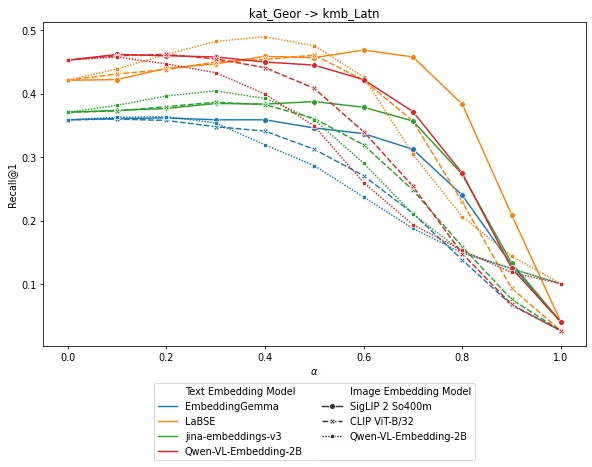 kat_Geor -> kmb_Latn
0.5
0.4
0.3
0.2
0.1
Recall@1
0.0 0.2 0.4 0.6 0.8 1.0
α
Text Embedding Model Image Embedding Model
EmbeddingGemma SigLIP 2 So400m
LaBSE CLIP ViT-B/32
jina-embeddings-v3 Qwen-VL-Embedding-2B
Qwen-VL-Embedding-2B